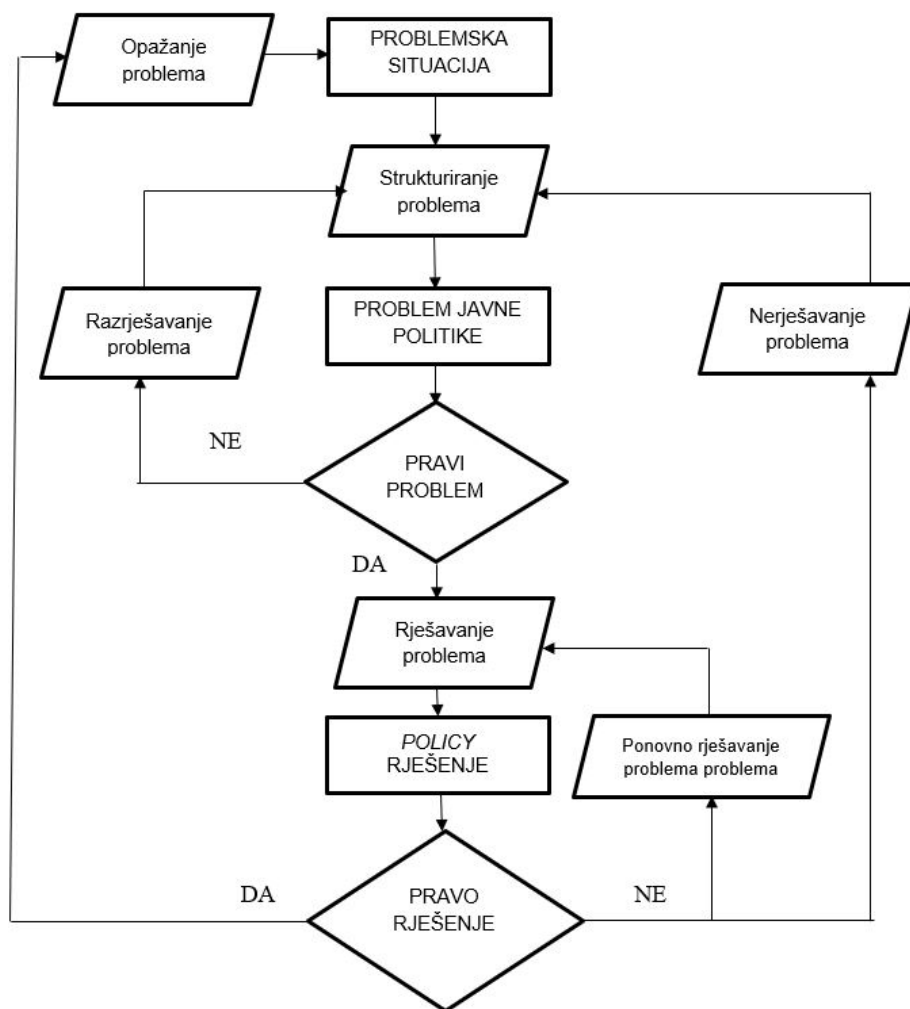 Opažanje
problema
PROBLEMSKA
SITUACIJA
Strukturiranje
problema
Razrješavanje
problema
PROBLEM JAVNE
POLITIKE
Nerješavanje
problema
NE
PRAVI
PROBLEM
DA
Rješavanje
problema
POLICY
RJEŠENJE
Ponovno rješavanje
problema problema
DA
PRAVO
RJEŠENJE
NE